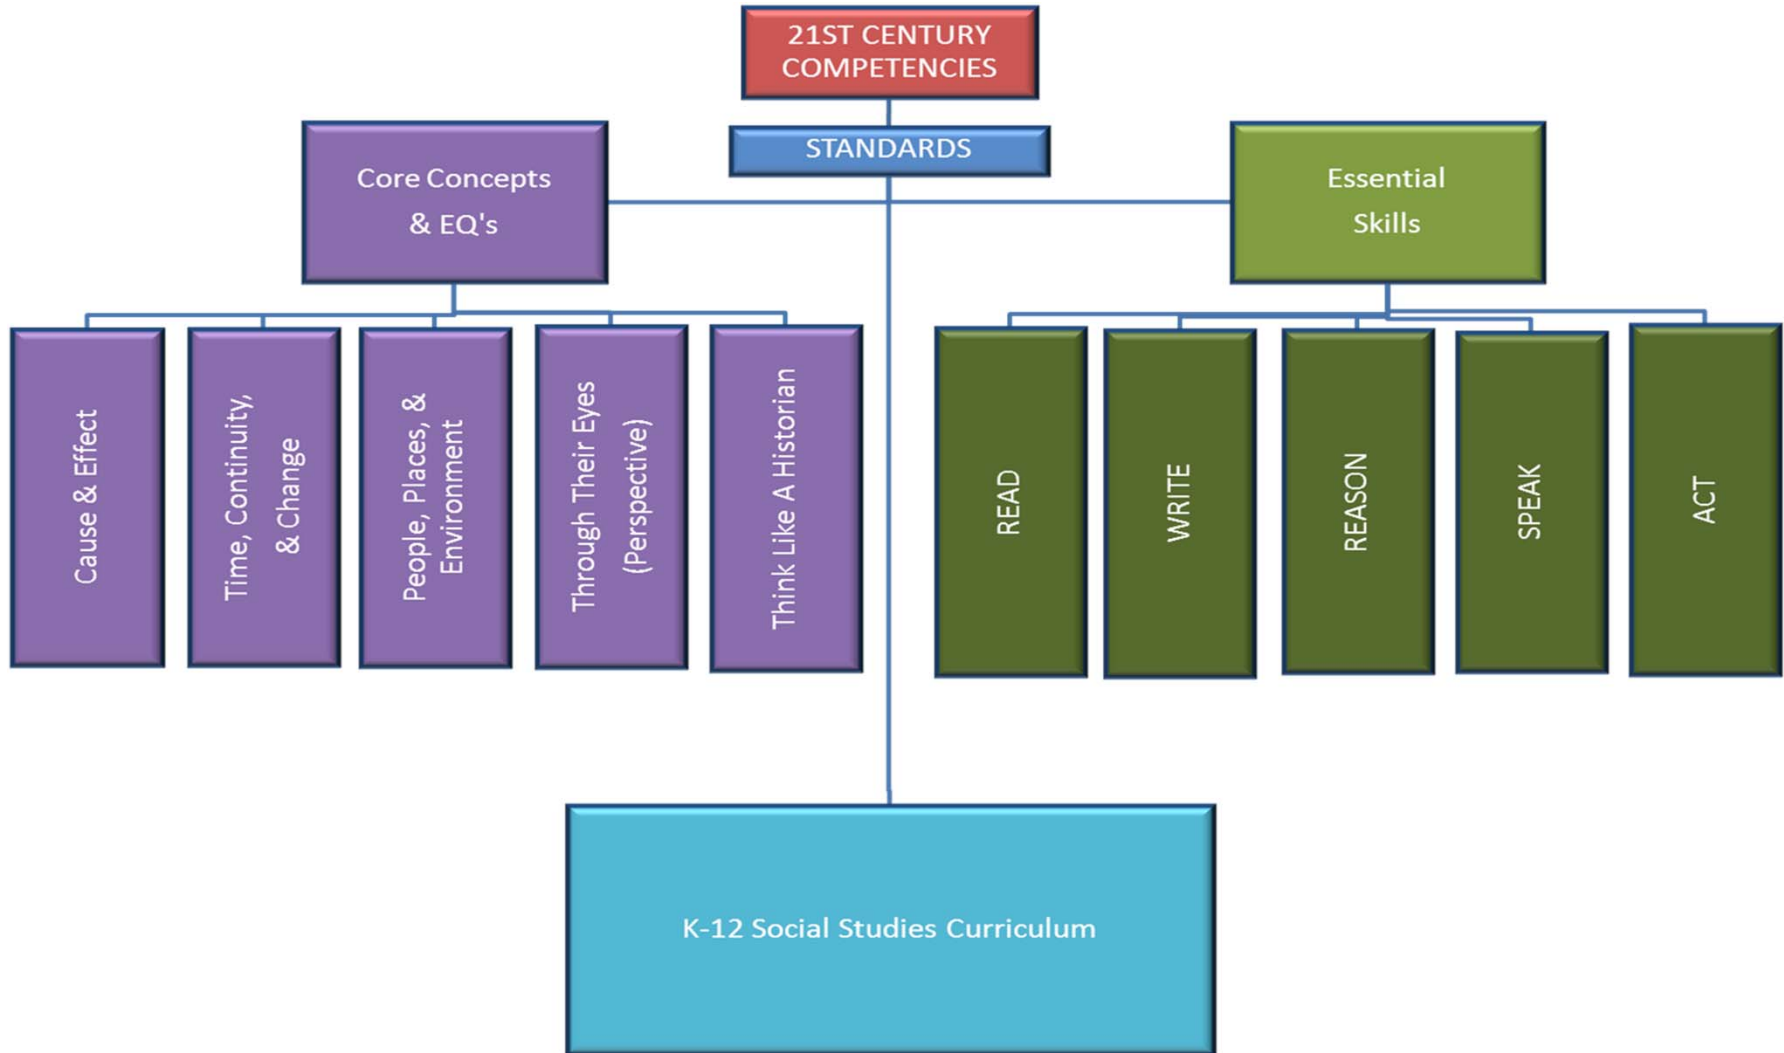 21ST CENTURY
COMPETENCIES
STANDARDS
Core Concepts
& EQ's
Essential
Skills
Cause & Effect
Time, Continuity,
& Change
People, Places, &
Environment
Through Their Eyes
(Perspective)
Think Like A Historian
READ
WRITE
REASON
SPEAK
ACT
K-12 Social Studies Curriculum